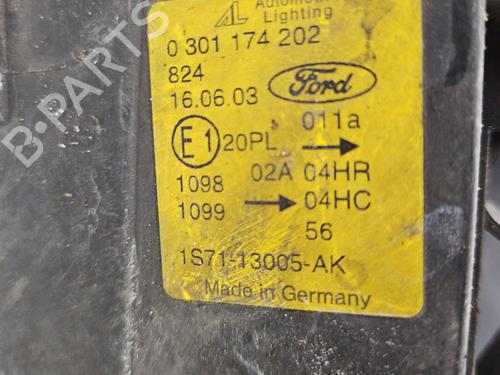 AL Automotive
Lighting
0 301 174 202
824
16.06.03
Ford
011a
E1 20PL →
1098 02A 04HR
1099 → 04HC
56
1S71-13005-AK
Made in Germany
B-PARTS